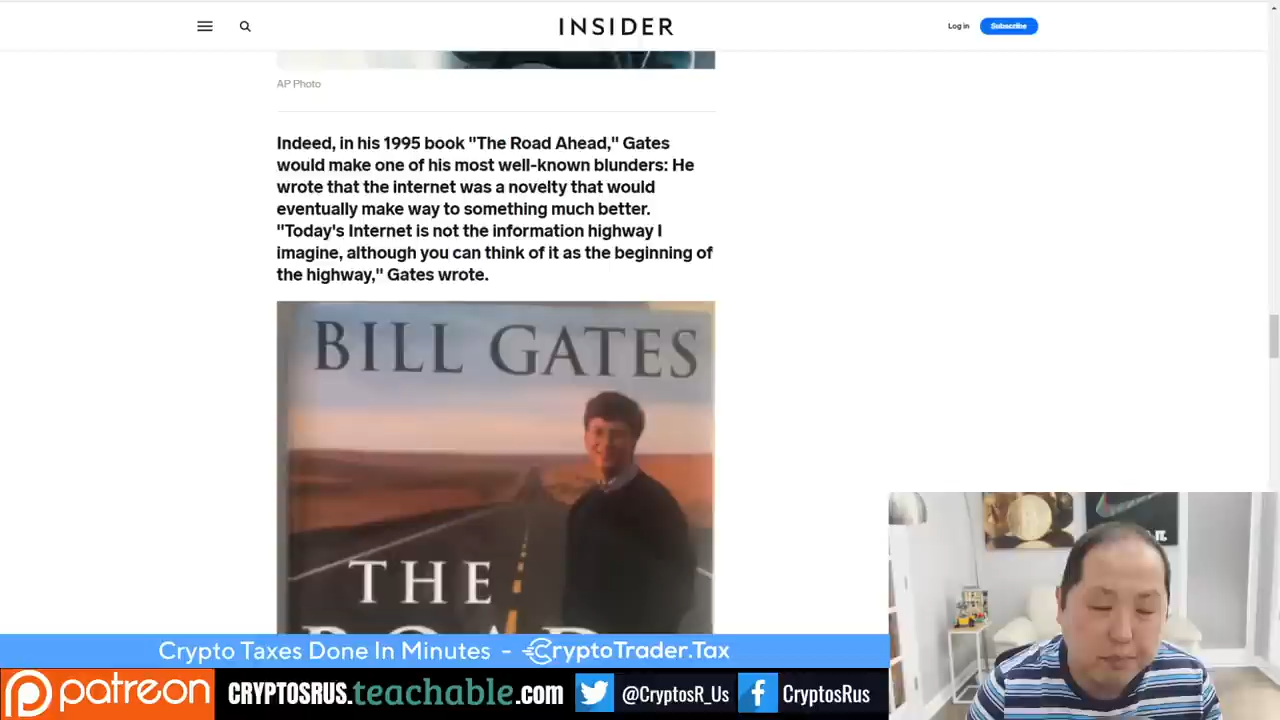 INSIDER
Log in
Subscribe
AP Photo
Indeed, in his 1995 book "The Road Ahead," Gates
would make one of his most well-known blunders: He
wrote that the internet was a novelty that would
eventually make way to something much better.
"Today's Internet is not the information highway I
imagine, although you can think of it as the beginning of
the highway," Gates wrote.
BILL GATES
THE
ROAD
IT.
Crypto Taxes Done In Minutes - CryptoTrader.Tax
patreon
CRYPTOSRUS.teachable.com
@CryptosR_Us
CryptosRus